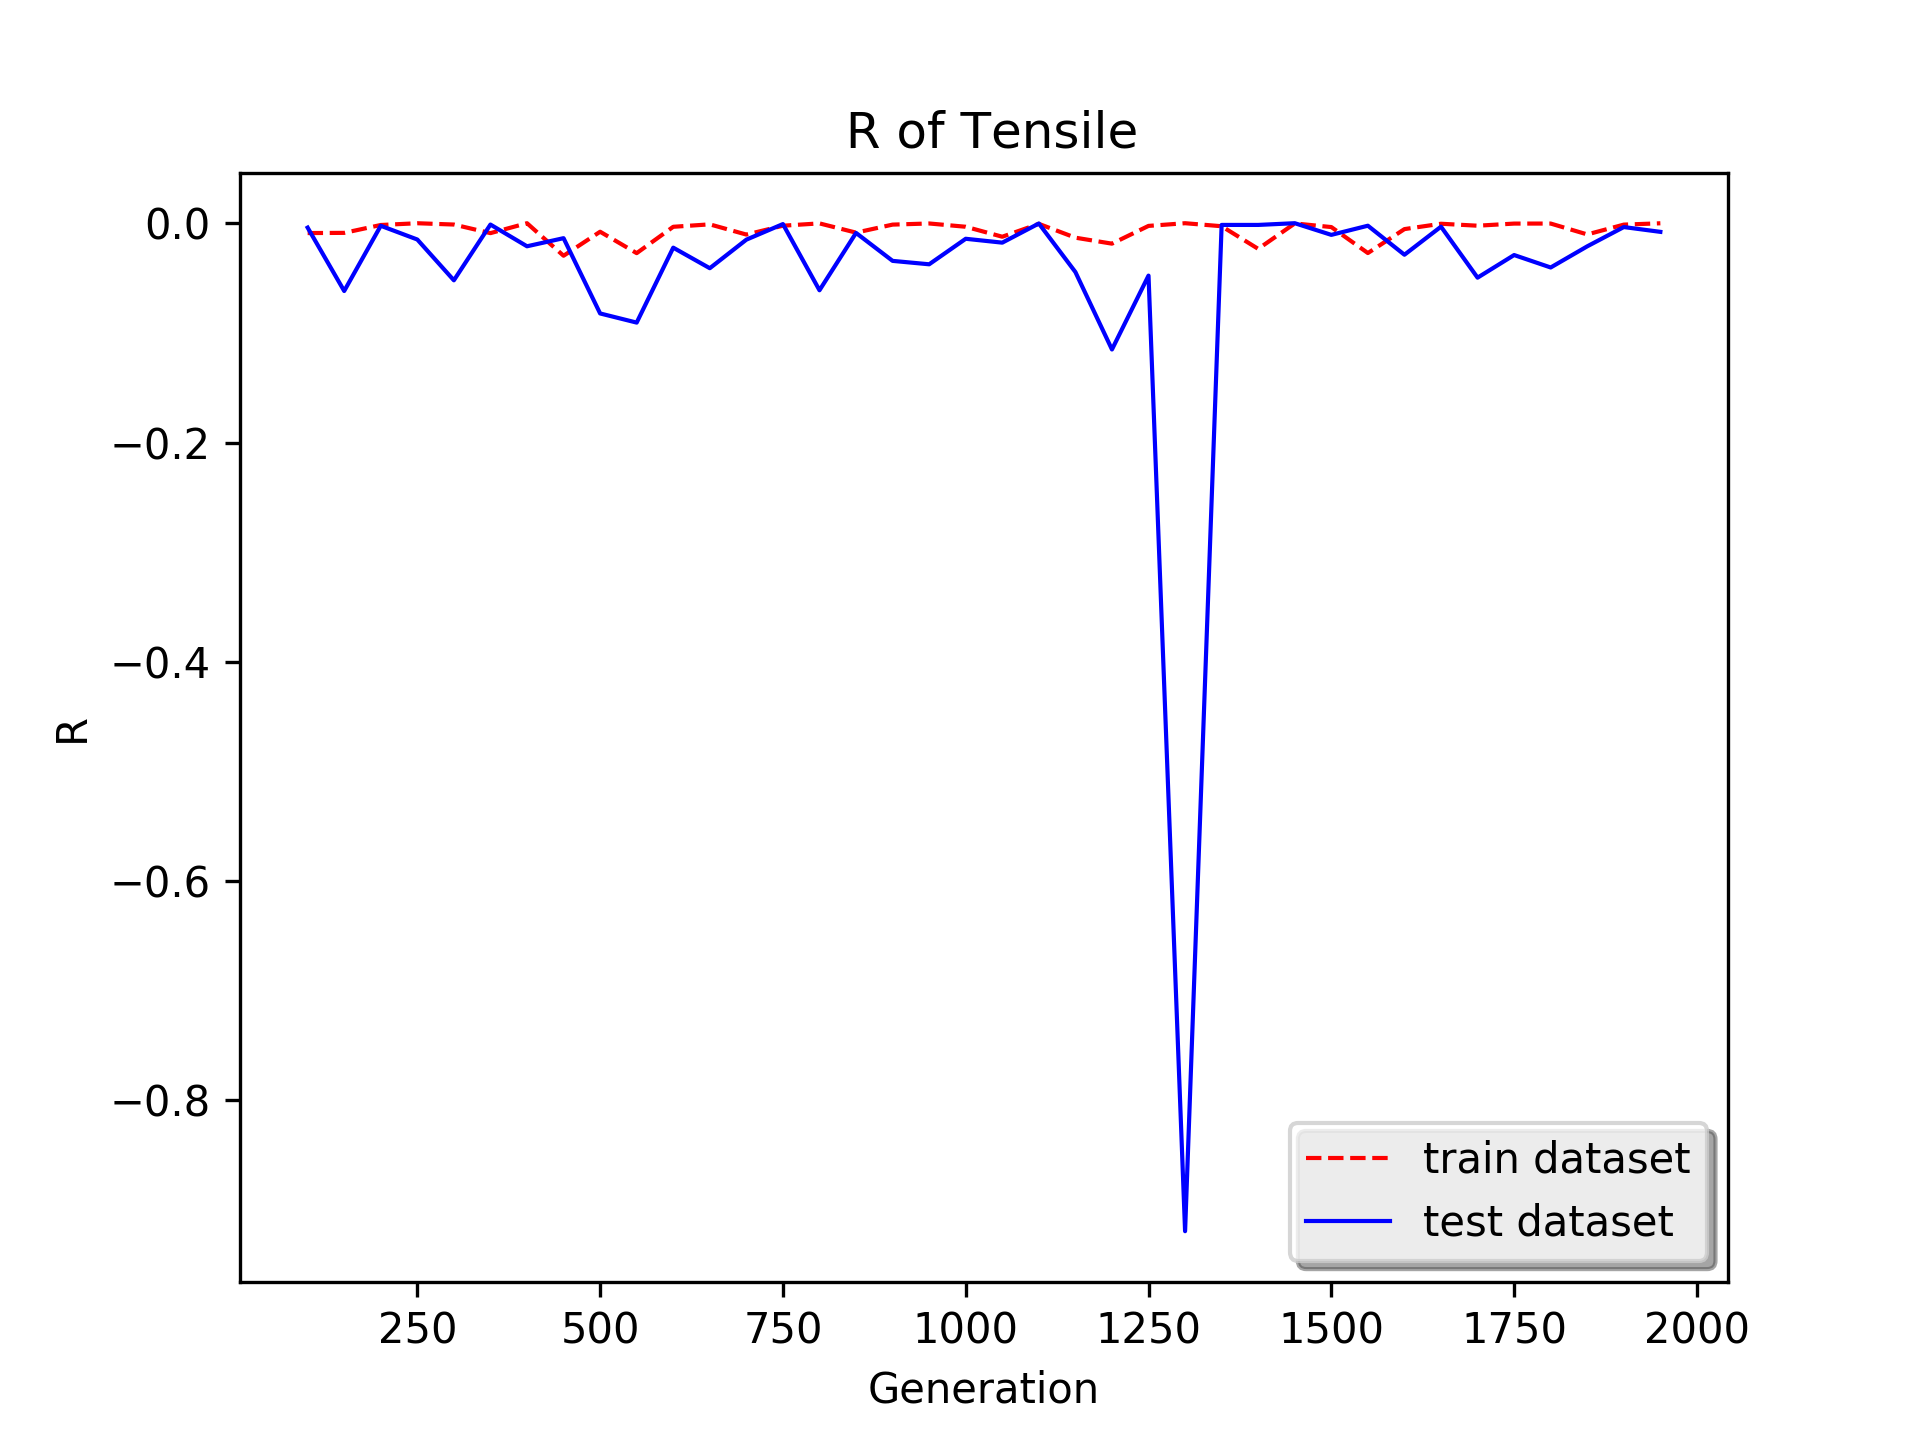 R of Tensile
0.0
−0.2
−0.4
−0.6
−0.8
R
250 500 750 1000 1250 1500 1750 2000
Generation
train dataset
test dataset